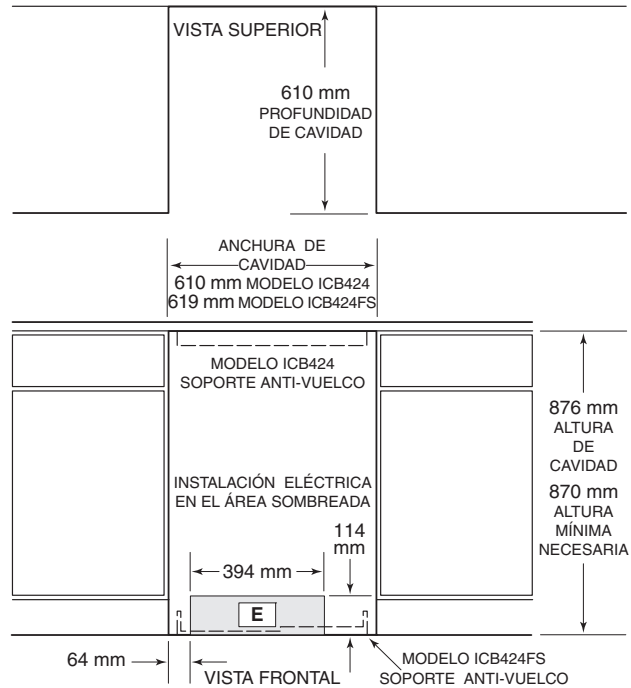 VISTA SUPERIOR
610 mm
PROFUNDIDAD
DE CAVIDAD
ANCHURA DE
CAVIDAD
610 mm MODELO ICB424
619 mm MODELO ICB424FS
MODELO ICB424
SOPORTE ANTI-VUELCO
876 mm
ALTURA
DE
CAVIDAD
870 mm
ALTURA
MÍNIMA
NECESARIA
INSTALACIÓN ELÉCTRICA
EN EL ÁREA SOMBREADA
114
mm
394 mm
E
64 mm
VISTA FRONTAL
MODELO ICB424FS
SOPORTE ANTI-VUELCO